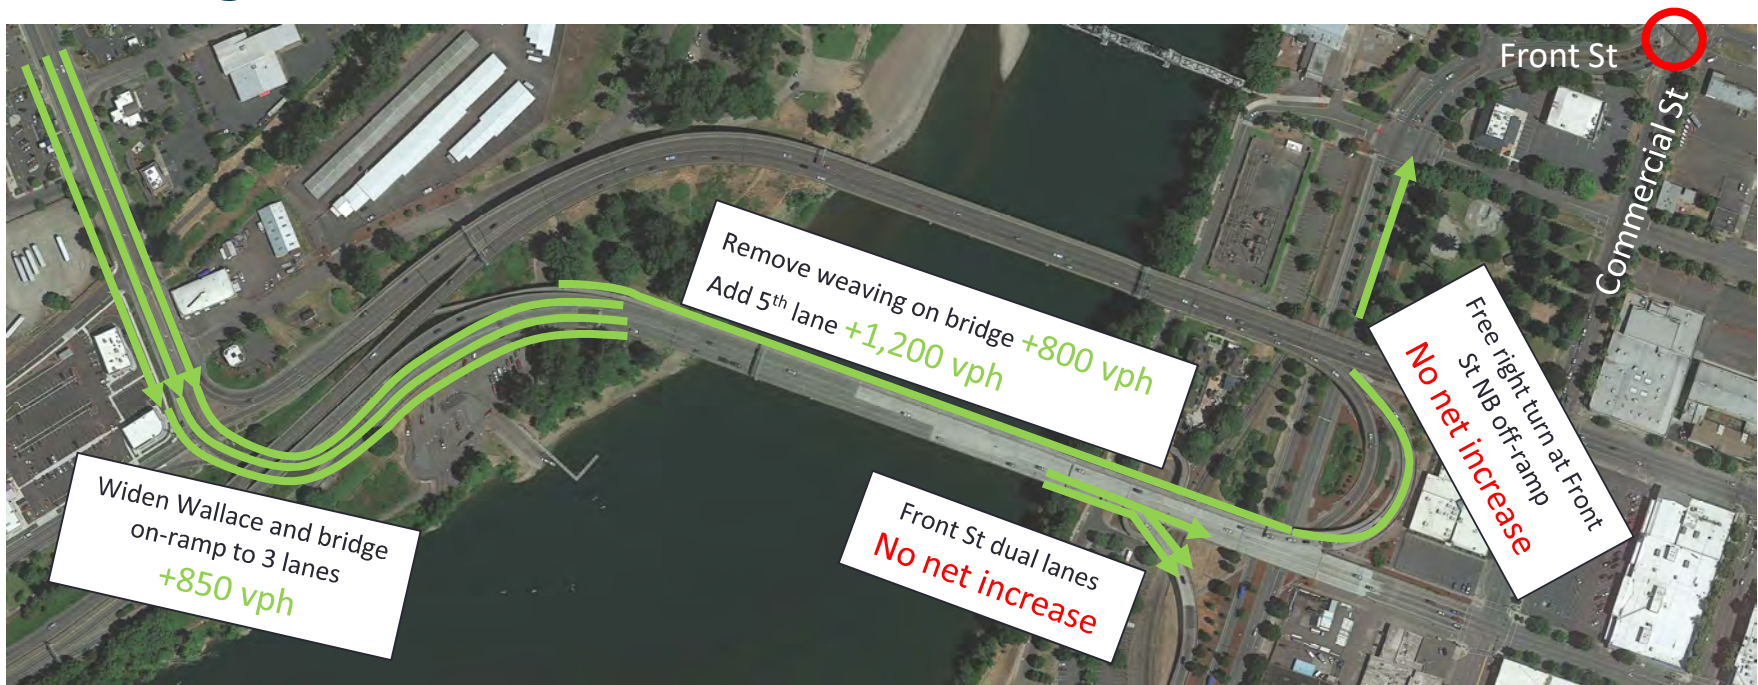 Front St
Commercial St
Remove weaving on bridge +800 vph
Add 5th lane +1,200 vph
Free right turn at Front
St NB off-ramp
No net increase
Widen Wallace and bridge
on-ramp to 3 lanes
+850 vph
Front St dual lanes
No net increase